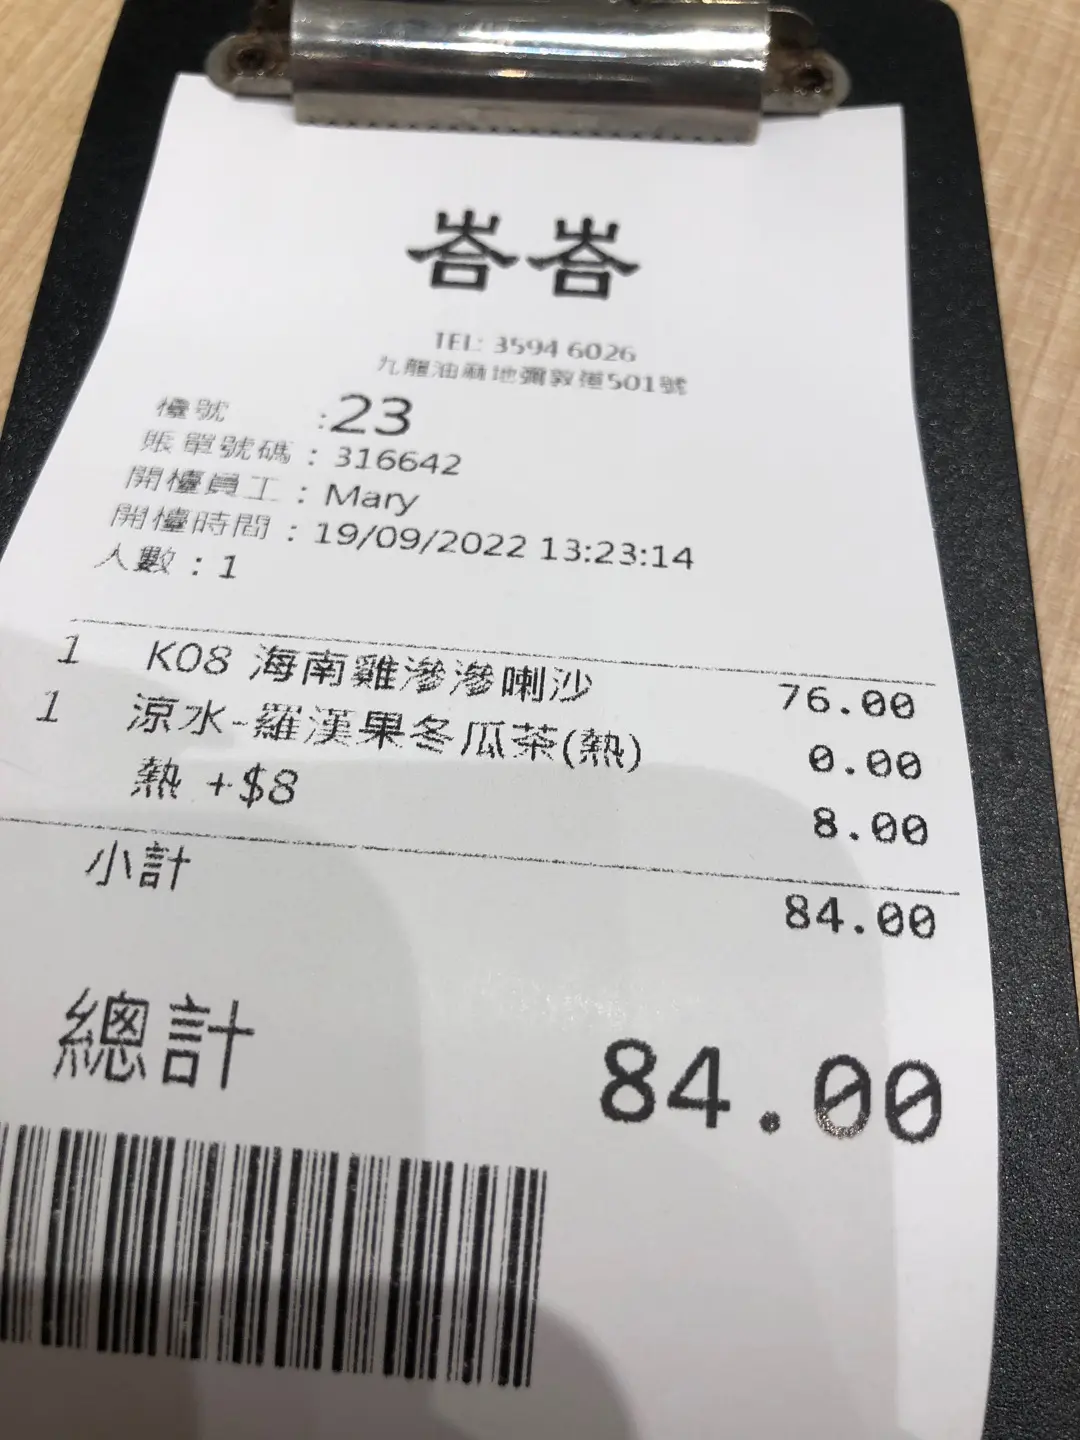 峇峇
TEL: 3594 6026
九龍油麻地彌敦道501號
檯號 :23
賬單號碼 : 316642
開檯員工 : Mary
開檯時間 : 19/09/2022 13:23:14
人數 : 1
1 K08 海南雞滲滲喇沙 76.00
1 涼水-羅漢果冬瓜茶(熱) 0.00
熱 +$8 8.00
小計 84.00
總計 84.00